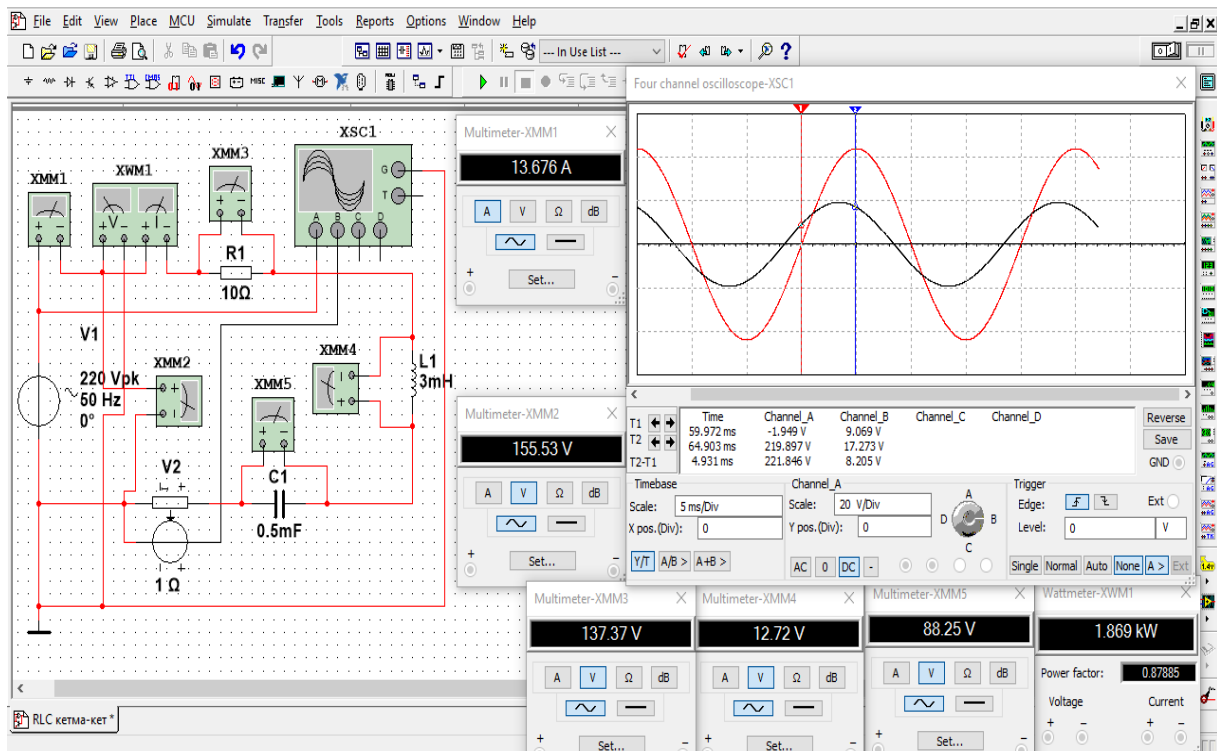 File Edit View Place MCU Simulate Transfer Tools Reports Options Window Help
--- In Use List ---
Four channel oscilloscope-XSC1
Multimeter-XMM1
13.676 A
A V Ω dB
Set...
+ −
XSC1
G
T
A B C D
XMM3
XWM1
XMM1
+ −
V
I
R1
10Ω
V1
220 Vpk
50 Hz
0°
XMM2
XMM4
L1
3mH
XMM5
V2
C1
0.5mF
1 Ω
Multimeter-XMM2
155.53 V
A V Ω dB
Set...
+ −
Time Channel_A Channel_B Channel_C Channel_D
T1 59.972 ms -1.949 V 9.069 V
T2 64.903 ms 219.897 V 17.273 V
T2-T1 4.931 ms 221.846 V 8.205 V
Reverse
Save
GND
Timebase
Scale: 5 ms/Div
X pos.(Div): 0
Y/T A/B > A+B >
Channel_A
Scale: 20 V/Div
Y pos.(Div): 0
AC 0 DC -
A
D B
C
Trigger
Edge: Ext
Level: 0 V
Single Normal Auto None A > Ext
Multimeter-XMM3
137.37 V
A V Ω dB
Set...
+ −
Multimeter-XMM4
12.72 V
A V Ω dB
Set...
+ −
Multimeter-XMM5
88.25 V
A V Ω dB
Set...
+ −
Wattmeter-XWM1
1.869 kW
Power factor: 0.87885
Voltage Current
+ − + −
RLC кетма-кет *